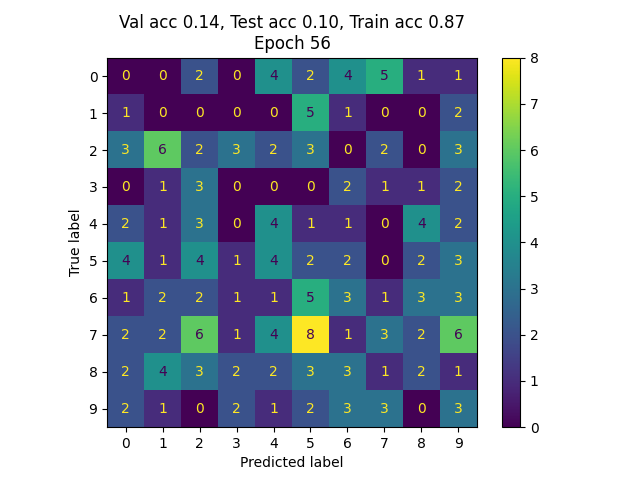 Val acc 0.14, Test acc 0.10, Train acc 0.87
Epoch 56
0 0 0 2 0 4 2 4 5 1 1
1 1 0 0 0 0 5 1 0 0 2
2 3 6 2 3 2 3 0 2 0 3
3 0 1 3 0 0 0 2 1 1 2
4 2 1 3 0 4 1 1 0 4 2
5 4 1 4 1 4 2 2 0 2 3
6 1 2 2 1 1 5 3 1 3 3
7 2 2 6 1 4 8 1 3 2 6
8 2 4 3 2 2 3 3 1 2 1
9 2 1 0 2 1 2 3 3 0 3
0 1 2 3 4 5 6 7 8 9
Predicted label
True label
8
7
6
5
4
3
2
1
0